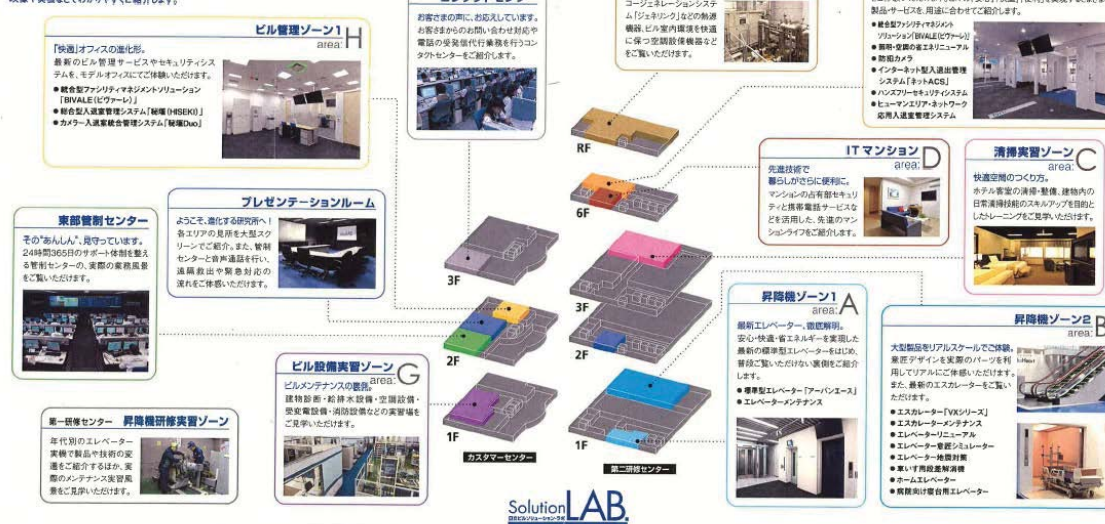 ビル管理ゾーン1
area: H
「快適」オフィスの進化形。
最新のビル管理サービスやセキュリティシス
テムを、モデルオフィスにてご体験いただけます。
●統合型ファシリティマネジメントソリューション
「BIVALE(ビヴァーレ)」
●総合型入退室管理システム「秘堰(HISEKI)」
●カメラ一入退室統合管理システム「秘堰Duo」
お客さまの声に、お応えしています。
お客さまからのお問い合わせ対応や
電話の受発信代行業務を行うコン
タクトセンターをご紹介します。
コージェネレーションシステ
ム「ジェネリンク」などの熱源
機器、ビル室内環境を快適
に保つ空調設備機器など
をご紹介します。
製品・サービスを、用途に合わせてご紹介します。
●統合型ファシリティマネジメント
ソリューション「BIVALE(ビヴァーレ)」
●照明・空調の省エネリニューアル
●防犯カメラ
●インターネット型入退出管理
システム「ネットACS」
●ハンズフリーセキュリティシステム
●ヒューマンエリア・ネットワーク
応用入退室管理システム
東部管制センター
その“あんしん”、見守っています。
24時間365日のサポート体制を整え
る管制センターの、実際の業務風景
をご覧いただけます。
プレゼンテーションルーム
ようこそ、進化する研究所へ!
各エリアの見所を大型スク
リーンでご紹介。また、管制
センターと音声通話を行い、
遠隔救出や緊急対応の
流れをご体感いただけます。
ITマンション
area: D
先進技術で
暮らしがさらに便利に。
マンションの占有部セキュリ
ティと携帯電話サービスな
どを活用した、先進のマン
ションライフをご紹介します。
清掃実習ゾーン
area: C
快適空間のつくり方。
ホテル客室の清掃・整備、建物内の
日常清掃技能のスキルアップを目的と
したトレーニングをご見学いただけます。
RF
6F
3F
3F
2F
2F
1F
1F
カスタマーセンター
第二研修センター
昇降機ゾーン1
area: A
最新エレベーター、徹底解明。
安心・快適・省エネルギーを実現した
最新の標準型エレベーターをはじめ、
普段ご覧いただけない裏側をご紹介
します。
●標準型エレベーター「アーバンエース」
●エレベーターメンテナンス
昇降機ゾーン2
area: B
大型製品をリアルスケールでご体験。
意匠デザインを実際のパーツを利
用してリアルにご体感いただけます。
また、最新のエスカレーターをご覧い
ただけます。
●エスカレーター「VXシリーズ」
●エスカレーターメンテナンス
●エレベーターリニューアル
●エレベーター意匠シミュレーター
●エレベーター地震対策
●車いす用段差解消機
●ホームエレベーター
●病院向け寝台用エレベーター
ビル設備実習ゾーン
area: G
ビルメンテナンスの要点。
建物診断・給排水設備・空調設備・
受変電設備・消防設備などの実習場を
ご見学いただけます。
第一研修センター 昇降機研修実習ゾーン
年代別のエレベーター
実機で製品や技術の変
遷をご紹介するほか、実
際のメンテナンス実習風
景をご見学いただけます。
Solution LAB.
日立ビルソリューション・ラボ